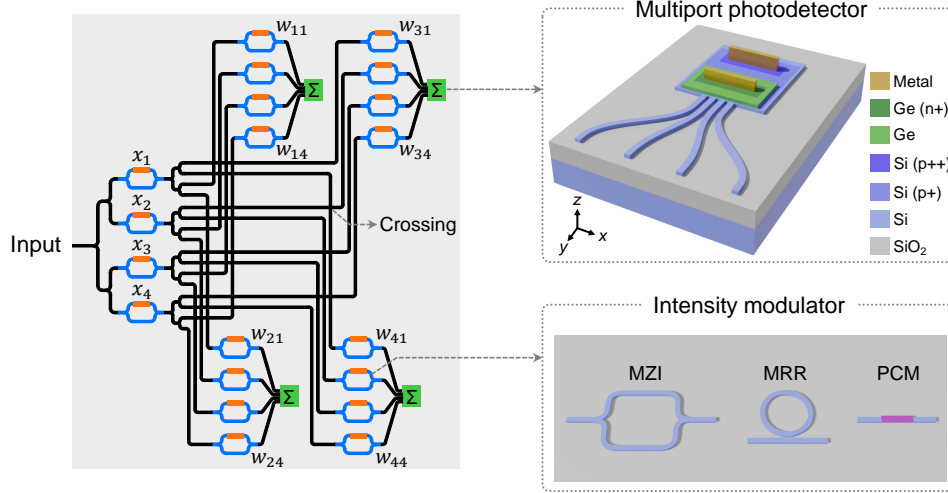 Multiport photodetector
w₁₁
w₃₁
Σ
Σ
w₁₄
w₃₄
x₁
x₂
x₃
x₄
Input
Crossing
z
y
x
Metal
Ge (n+)
Ge
Si (p++)
Si (p+)
Si
SiO₂
w₂₁
w₄₁
Σ
Σ
w₂₄
w₄₄
Intensity modulator
MZI
MRR
PCM